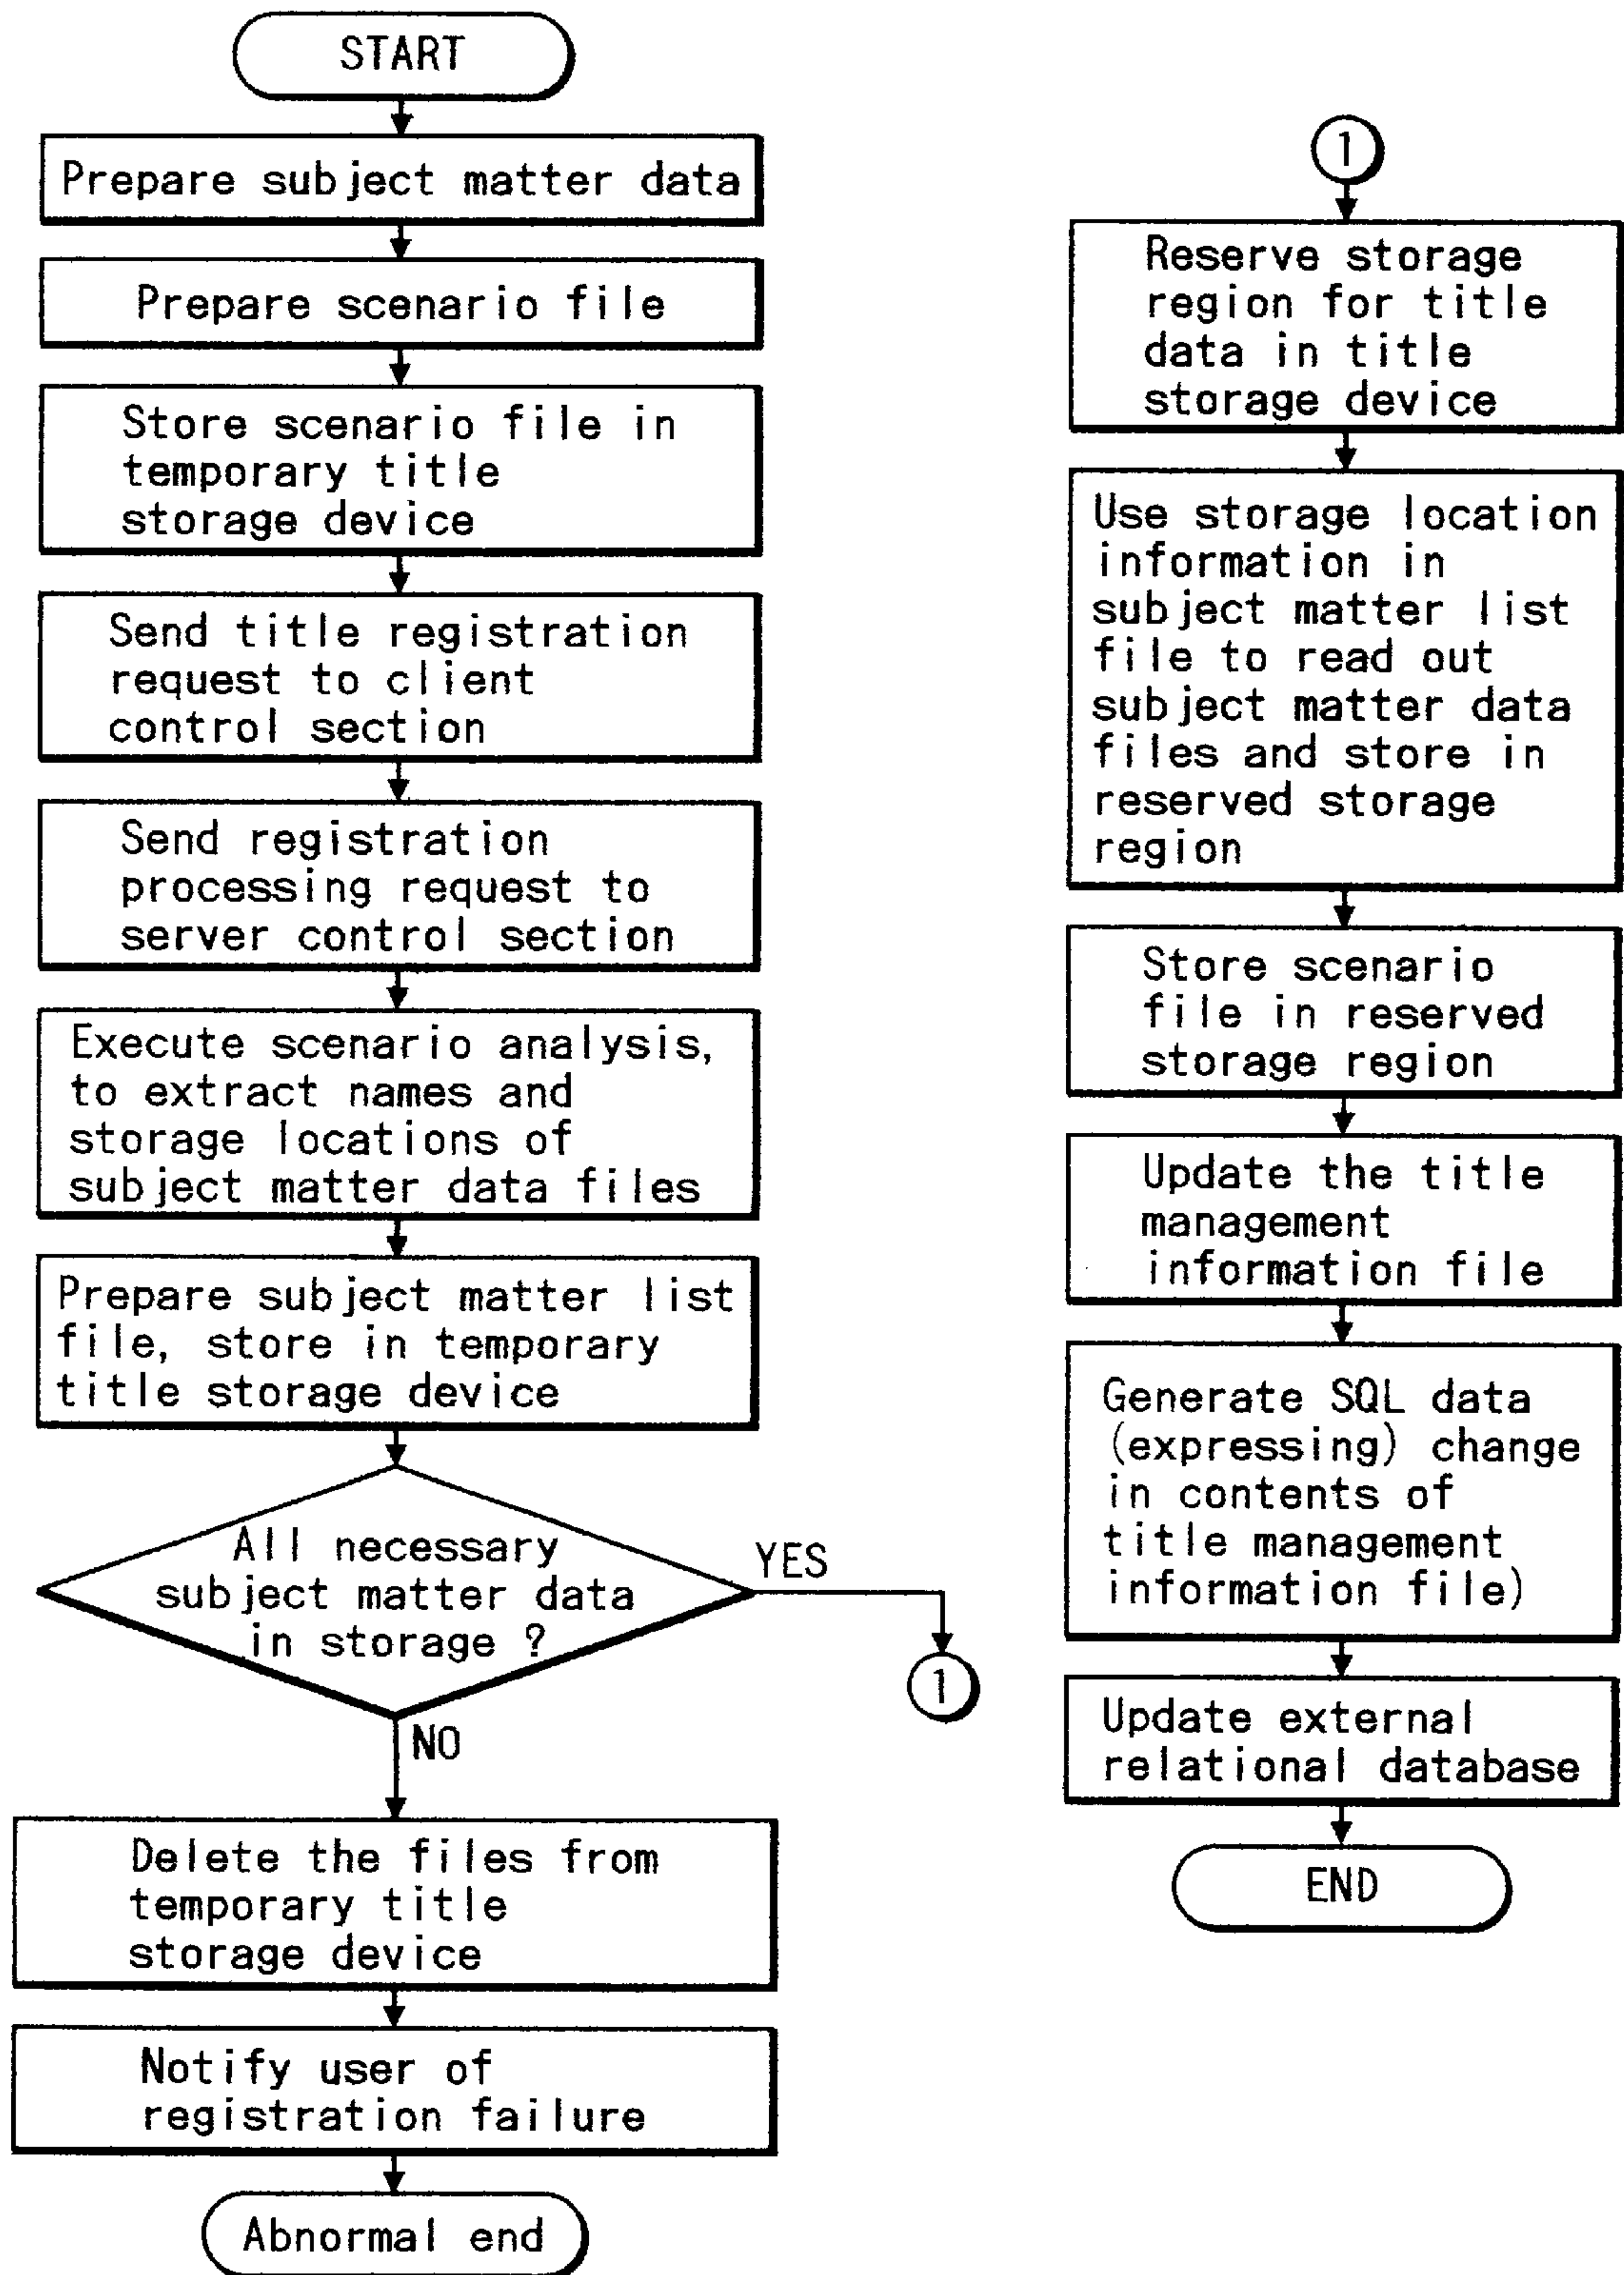 START
Prepare subject matter data
Prepare scenario file
Store scenario file in
temporary title
storage device
Send title registration
request to client
control section
Send registration
processing request to
server control section
Execute scenario analysis,
to extract names and
storage locations of
subject matter data files
Prepare subject matter list
file, store in temporary
title storage device
All necessary
subject matter data
in storage ?
YES
1
NO
Delete the files from
temporary title
storage device
Notify user of
registration failure
Abnormal end
1
Reserve storage
region for title
data in title
storage device
Use storage location
information in
subject matter list
file to read out
subject matter data
files and store in
reserved storage
region
Store scenario
file in reserved
storage region
Update the title
management
information file
Generate SQL data
(expressing) change
in contents of
title management
information file)
Update external
relational database
END